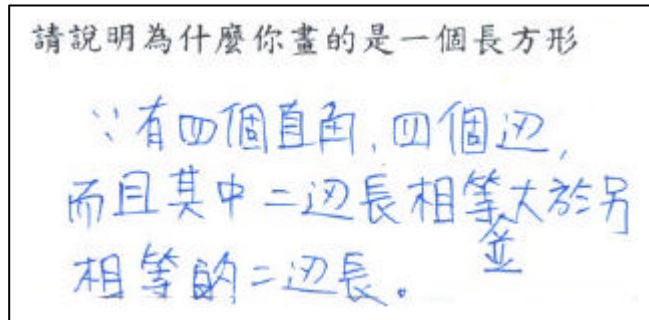 請說明為什麼你畫的是一個長方形
∵有四個直角,四個边,
而且其中二边長相等並大於另
相等的二边長。